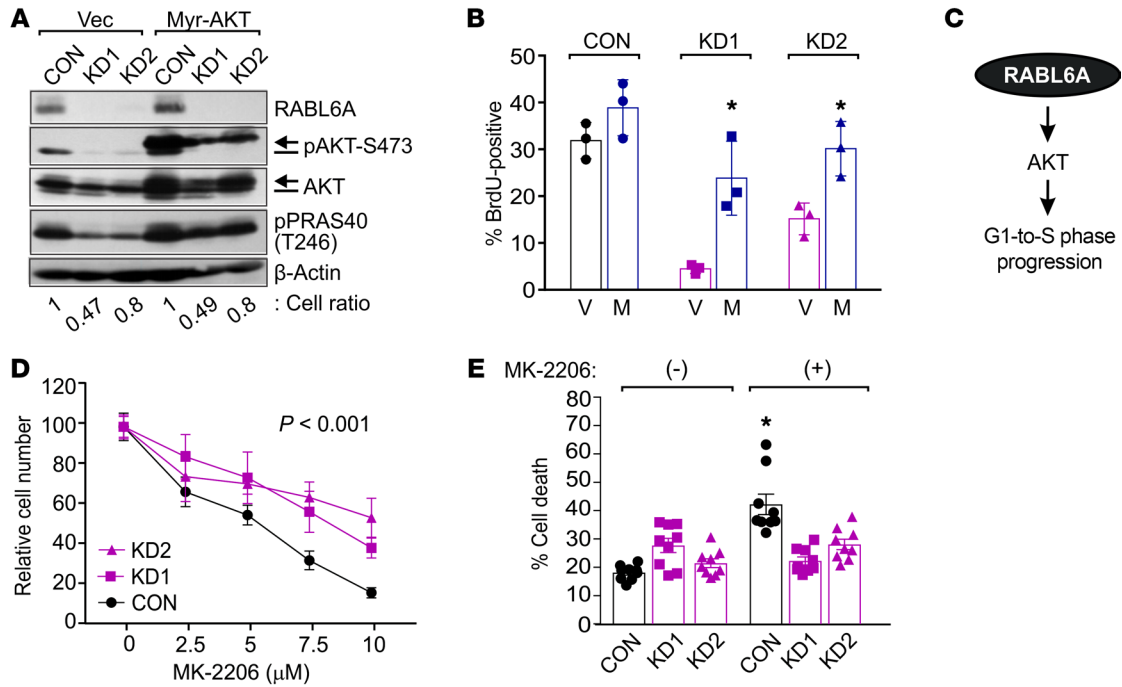 A
Vec
Myr-AKT
CON
KD1
KD2
CON
KD1
KD2
RABL6A
pAKT-S473
AKT
pPRAS40
(T246)
β-Actin
1
0.47
0.8
1
0.49
0.8
: Cell ratio
B
CON
KD1
KD2
% BrdU-positive
50
40
30
20
10
0
*
*
V
M
V
M
V
M
C
RABL6A
AKT
G1-to-S phase
progression
D
Relative cell number
120
100
80
60
40
20
0
P < 0.001
KD2
KD1
CON
0
2.5
5
7.5
10
MK-2206 (μM)
E
MK-2206:
(-)
(+)
% Cell death
80
70
60
50
40
30
20
10
0
*
CON
KD1
KD2
CON
KD1
KD2